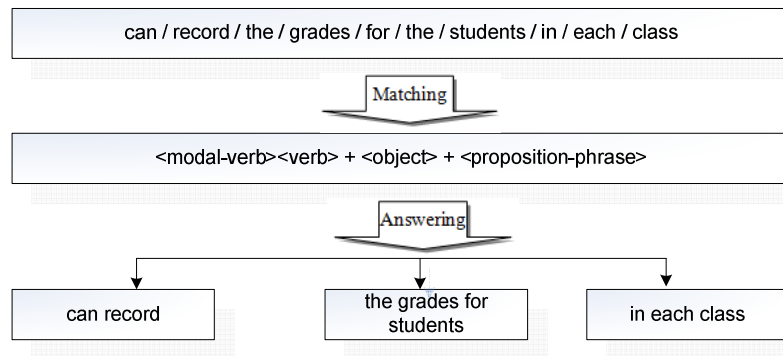 can / record / the / grades / for / the / students / in / each / class
Matching
<modal-verb><verb> + <object> + <proposition-phrase>
Answering
can record
the grades for
students
in each class